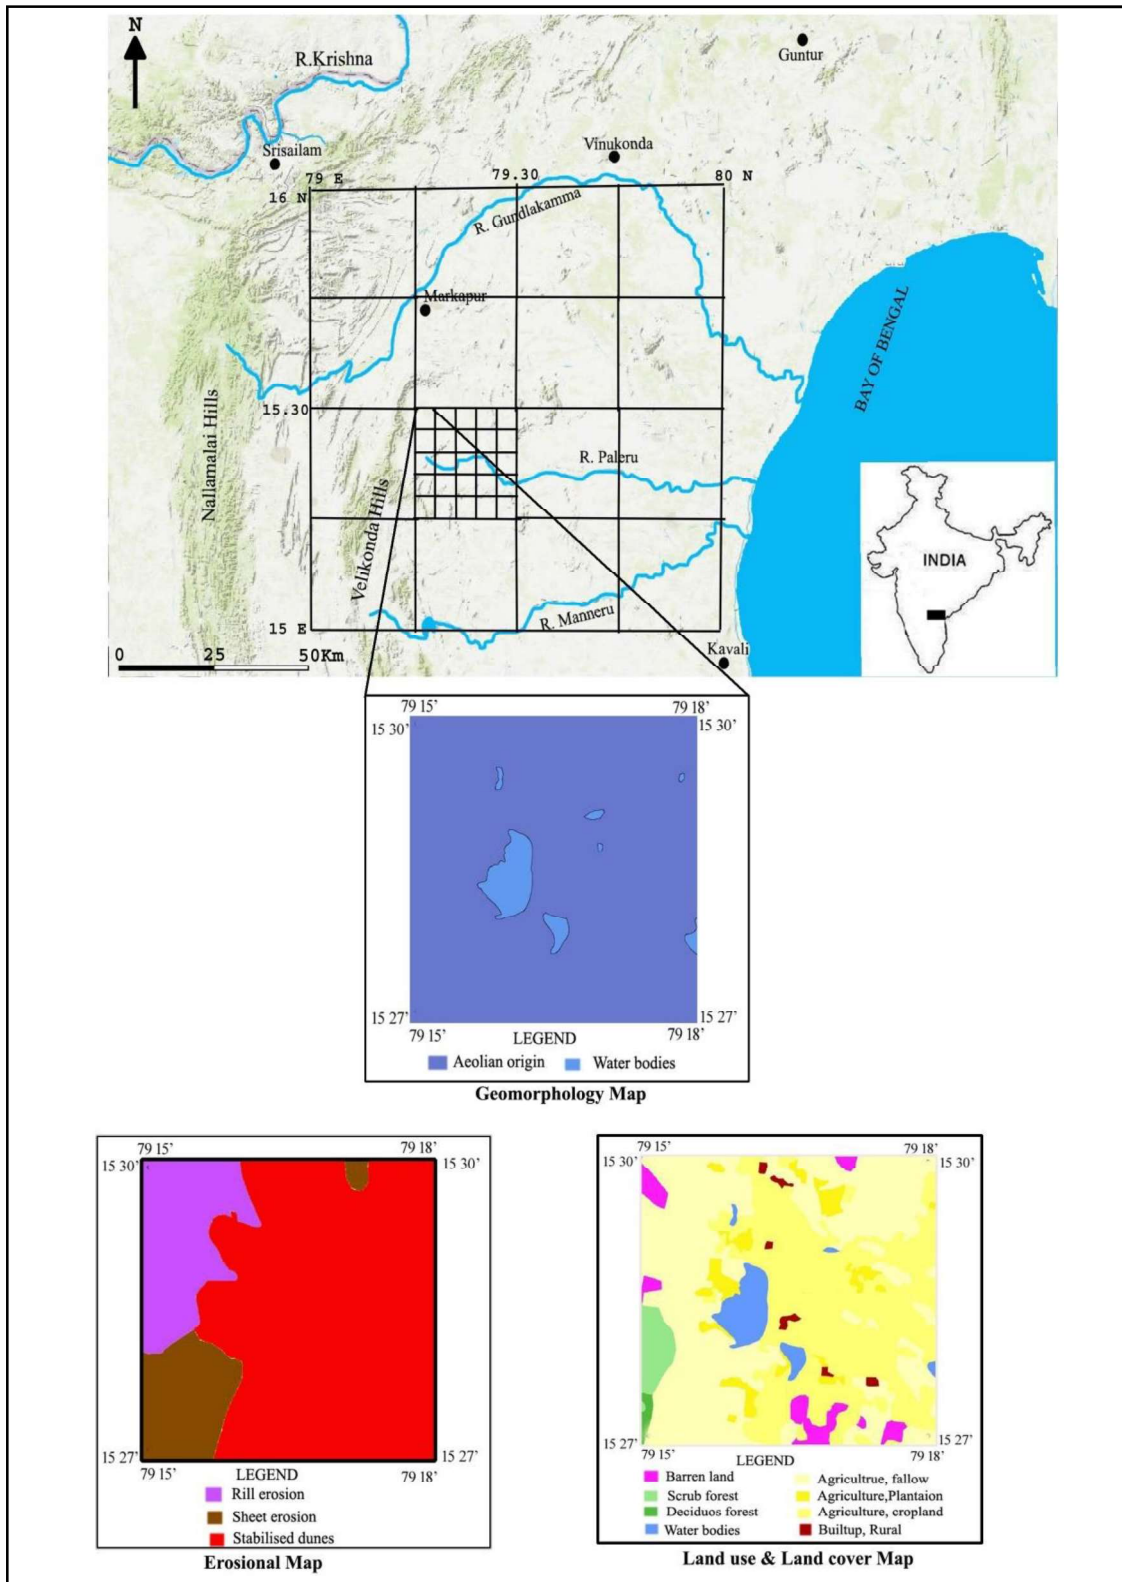 N
R.Krishna
Guntur
Srisailam
Vinukonda
79 E
79.30
80 N
16 N
R. Gundlakamma
Markapur
BAY OF BENGAL
15.30
Nallamalai Hills
R. Paleru
Velikonda Hills
INDIA
15 E
R. Manneru
0 25 50Km
Kavali
79 15’ 79 18’
15 30’ 15 30’
15 27’ 15 27’
79 15’ 79 18’
LEGEND
Aeolian origin Water bodies
Geomorphology Map
79 15’ 79 18’
15 30’ 15 30’
15 27’ 15 27’
79 15’ 79 18’
LEGEND
Rill erosion
Sheet erosion
Stabilised dunes
Erosional Map
79 15’ 79 18’
15 30’ 15 30’
15 27’ 15 27’
79 15’ 79 18’
LEGEND
Barren land Agricultrue, fallow
Scrub forest Agriculture,Plantaion
Deciduos forest Agriculture, cropland
Water bodies Builtup, Rural
Land use & Land cover Map